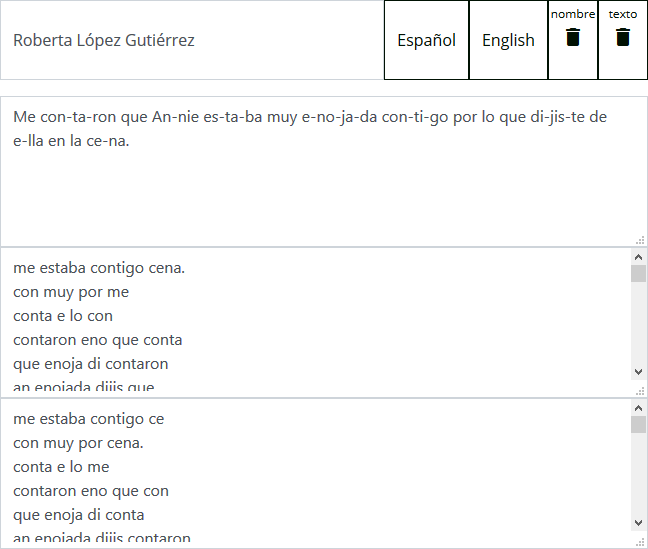 Roberta López Gutiérrez
Español
English
nombre
texto
Me con-ta-ron que An-nie es-ta-ba muy e-no-ja-da con-ti-go por lo que di-jis-te de
e-lla en la ce-na.
me estaba contigo cena.
con muy por me
conta e lo con
contaron eno que conta
que enoja di contaron
an enojada dijis que
me estaba contigo ce
con muy por cena.
conta e lo me
contaron eno que con
que enoja di conta
an enojada dijis contaron